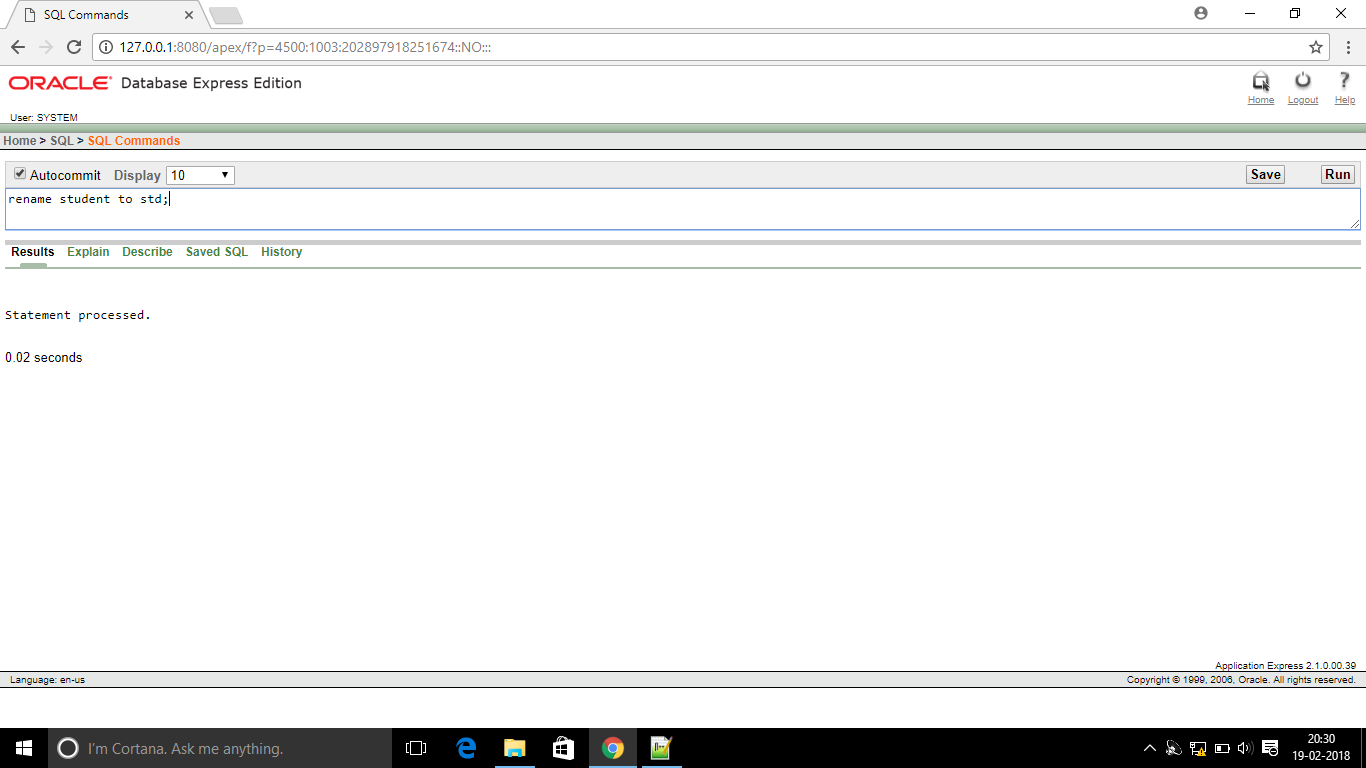 SQL Commands
127.0.0.1:8080/apex/f?p=4500:1003:202897918251674::NO:::
ORACLE Database Express Edition
Home Logout Help
User: SYSTEM
Home > SQL > SQL Commands
Autocommit Display 10 Save Run
rename student to std;
Results Explain Describe Saved SQL History
Statement processed.
0.02 seconds
Application Express 2.1.0.00.39
Language: en-us Copyright © 1999, 2006, Oracle. All rights reserved.
I'm Cortana. Ask me anything.
20:30
19-02-2018